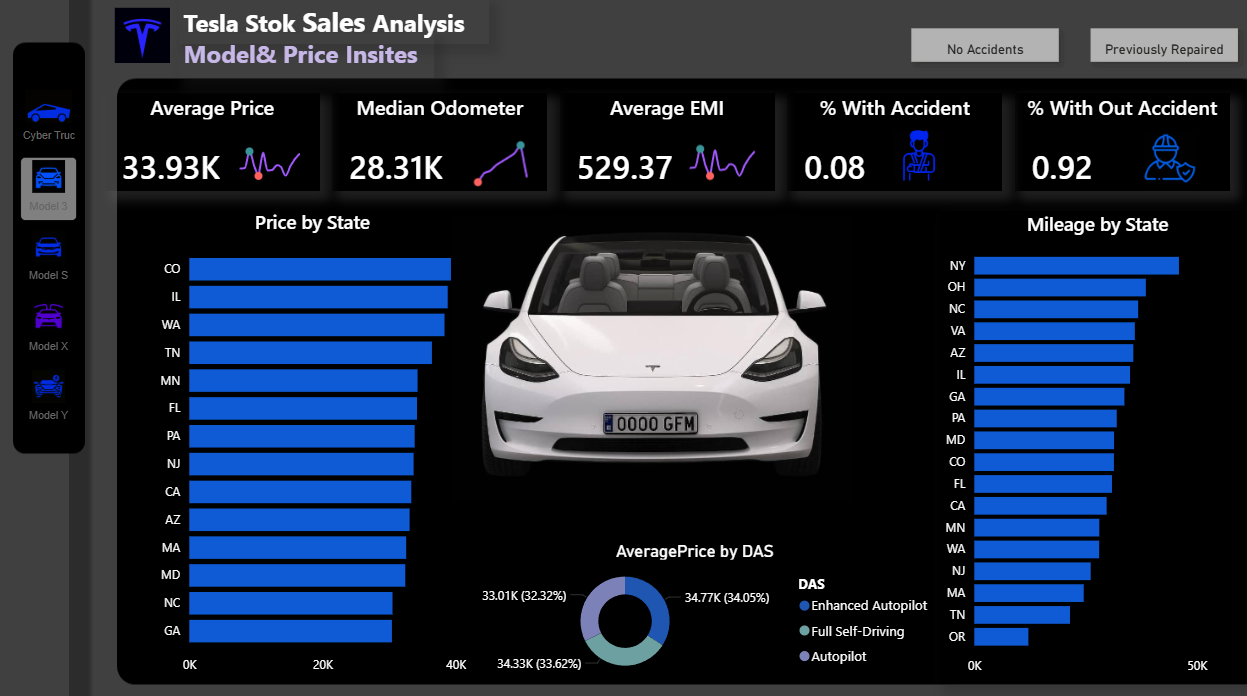 Tesla Stok Sales Analysis
Model& Price Insites
No Accidents
Previously Repaired
Cyber Truc
Model 3
Model S
Model X
Model Y
Average Price
33.93K
Median Odometer
28.31K
Average EMI
529.37
% With Accident
0.08
% With Out Accident
0.92
Price by State
CO
IL
WA
TN
MN
FL
PA
NJ
CA
AZ
MA
MD
NC
GA
0K
20K
40K
0000 GFM
AveragePrice by DAS
33.01K (32.32%)
34.77K (34.05%)
34.33K (33.62%)
DAS
Enhanced Autopilot
Full Self-Driving
Autopilot
Mileage by State
NY
OH
NC
VA
AZ
IL
GA
PA
MD
CO
FL
CA
MN
WA
NJ
MA
TN
OR
0K
50K